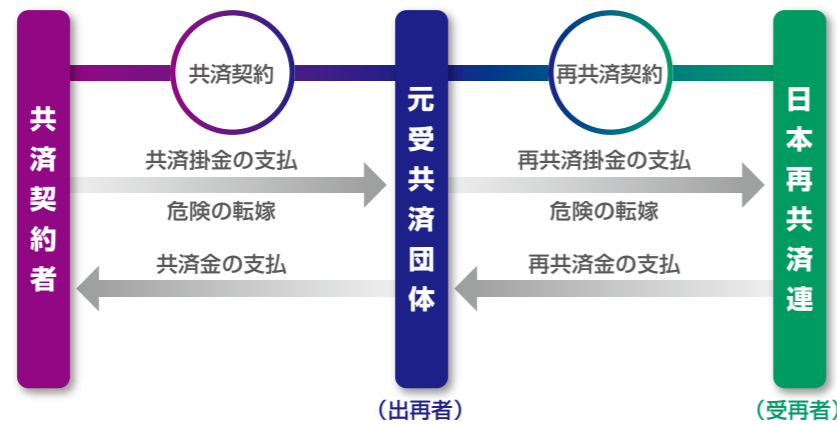 共済契約者
共済契約
元受共済団体
再共済契約
日本再共済連
共済掛金の支払
危険の転嫁
共済金の支払
再共済掛金の支払
危険の転嫁
再共済金の支払
（出再者）
（受再者）